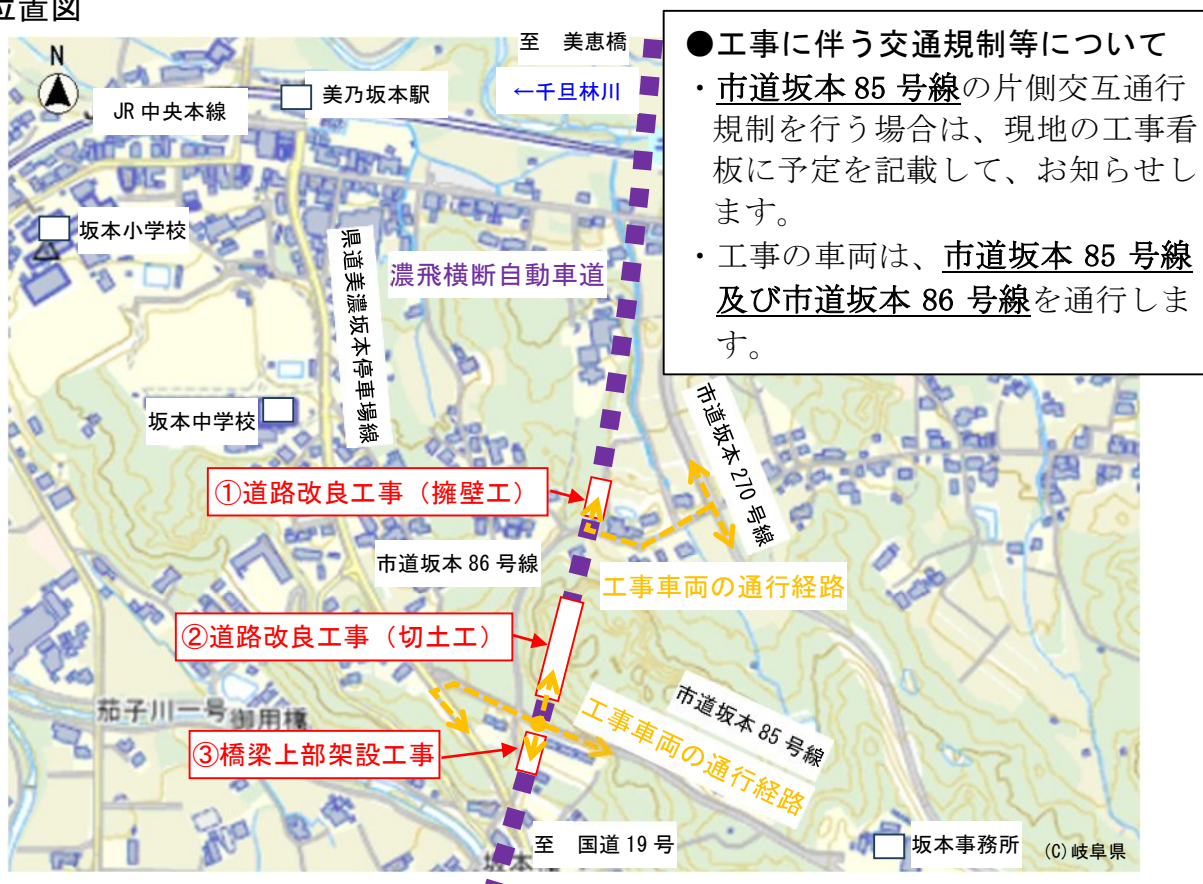 位置図
●工事に伴う交通規制等について
・市道坂本 85 号線の片側交互通行
規制を行う場合は、現地の工事看
板に予定を記載して、お知らせし
ます。
・工事の車両は、市道坂本 85 号線
及び市道坂本 86 号線を通行しま
す。
至 美恵橋
N
美乃坂本駅
←千旦林川
JR 中央本線
坂本小学校
県道美濃坂本停車場線
濃飛横断自動車道
坂本中学校
市道坂本 270 号線
①道路改良工事（擁壁工）
市道坂本 86 号線
工事車両の通行経路
②道路改良工事（切土工）
茄子川一号御用橋
市道坂本 85 号線
工事車両の通行経路
③橋梁上部架設工事
至 国道 19 号
坂本事務所
(C)岐阜県